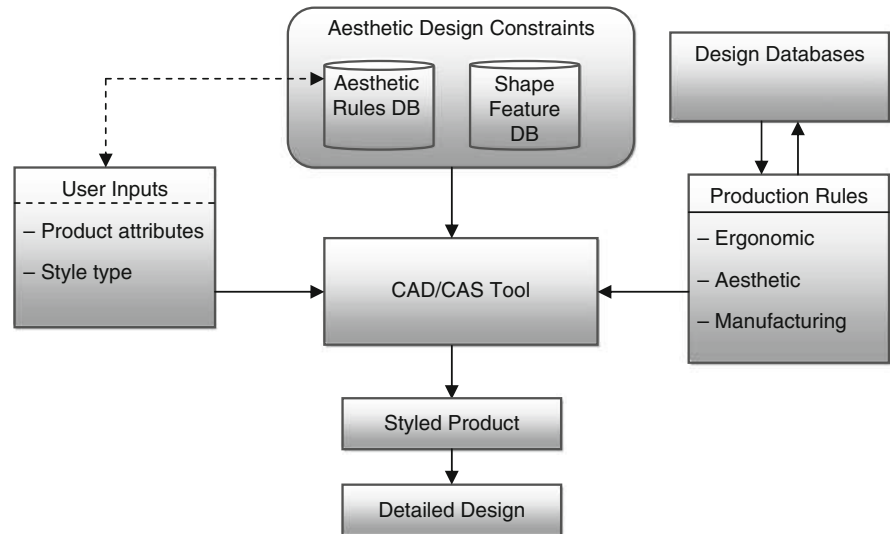 Aesthetic Design Constraints
Aesthetic
Rules DB
Shape
Feature
DB
Design Databases
User Inputs
– Product attributes
– Style type
Production Rules
– Ergonomic
– Aesthetic
– Manufacturing
CAD/CAS Tool
Styled Product
Detailed Design